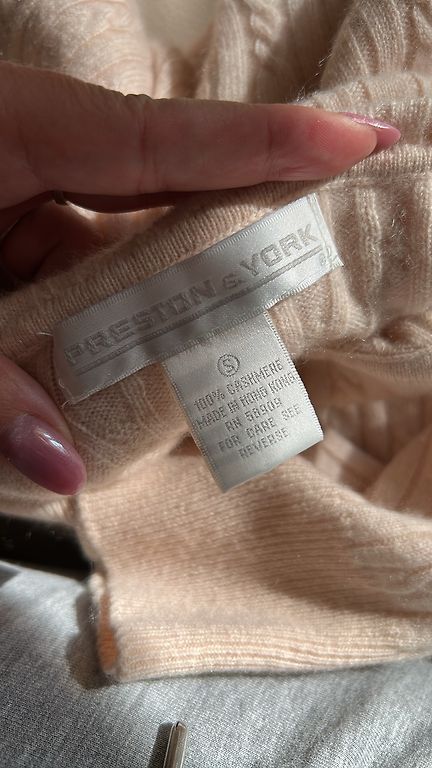 PRESTON & YORK
S
100% CASHMERE
MADE IN HONG KONG
RN 58909
FOR CARE SEE
REVERSE